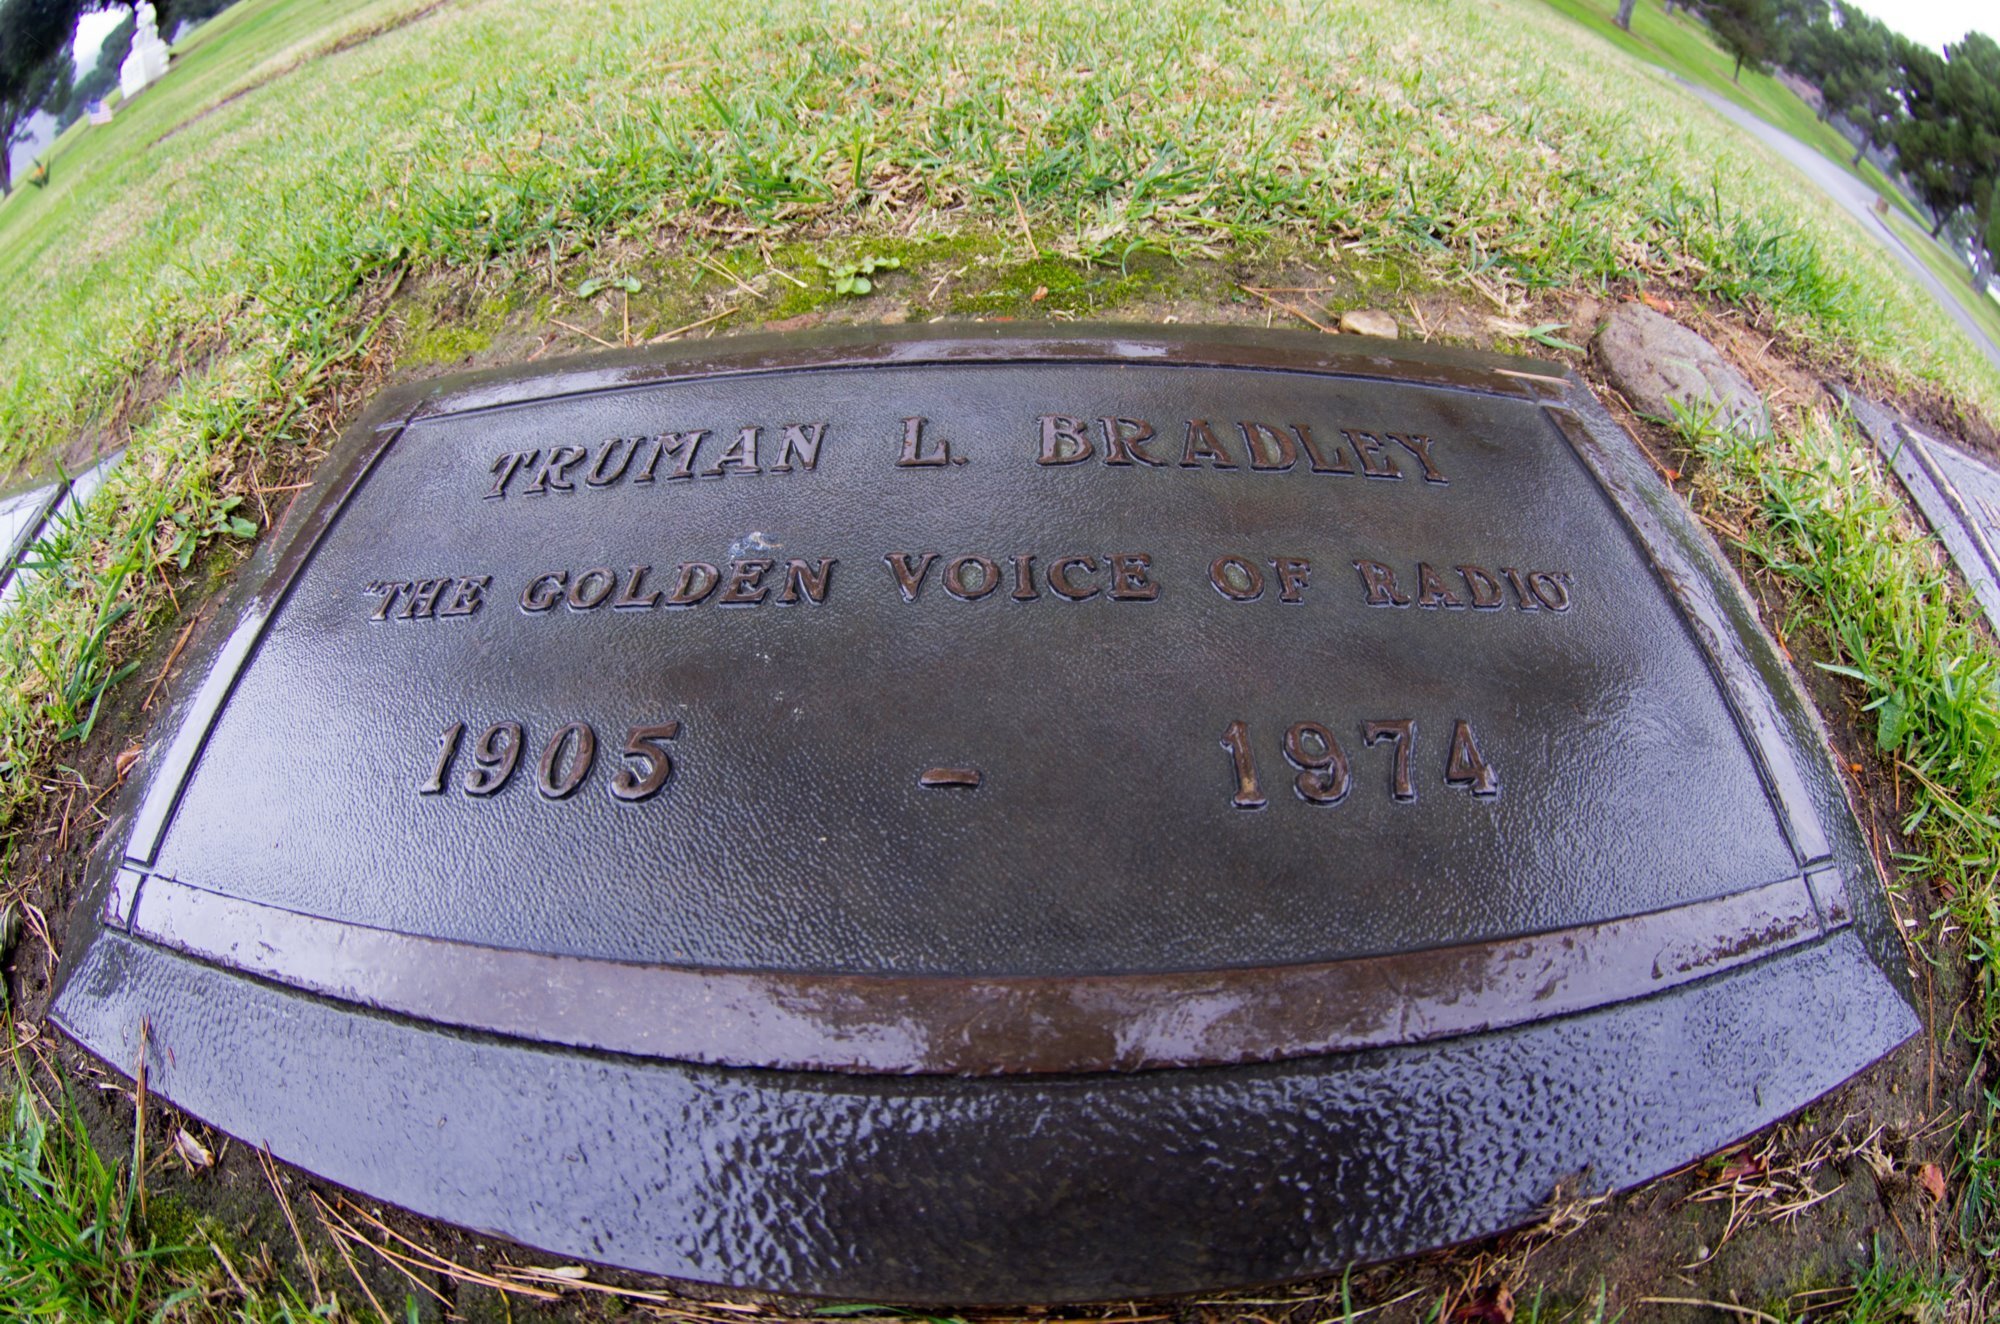 TRUMAN L. BRADLEY
"THE GOLDEN VOICE OF RADIO"
1905 - 1974